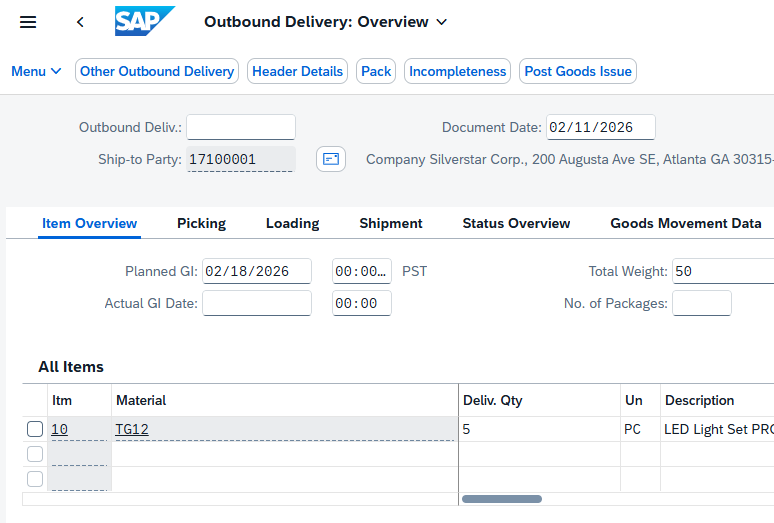 SAP Outbound Delivery: Overview
Menu Other Outbound Delivery Header Details Pack Incompleteness Post Goods Issue
Outbound Deliv.: Document Date: 02/11/2026
Ship-to Party: 17100001 Company Silverstar Corp., 200 Augusta Ave SE, Atlanta GA 30315-
Item Overview Picking Loading Shipment Status Overview Goods Movement Data
Planned GI: 02/18/2026 00:00... PST Total Weight: 50
Actual GI Date: 00:00 No. of Packages:
All Items
Itm Material Deliv. Qty Un Description
10 TG12 5 PC LED Light Set PRO